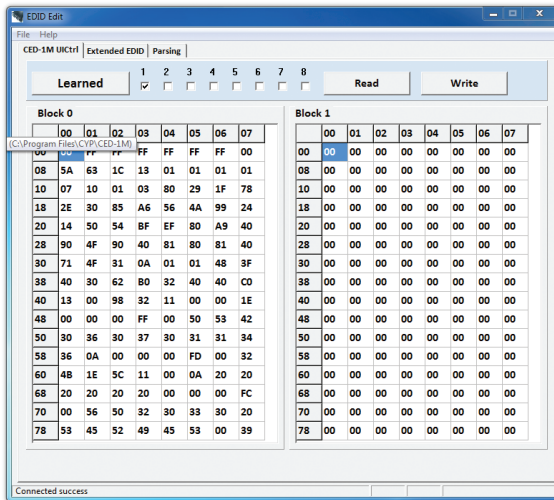 EDID Edit
File Help
CED-1M UICtrl Extended EDID Parsing
1 2 3 4 5 6 7 8
Learned Read Write
Block 0 Block 1
00 01 02 03 04 05 06 07 00 01 02 03 04 05 06 07
(C:\Program Files\CYP\CED-1M)
00 00 FF FF FF FF FF FF 00 00 00 00 00 00 00 00 00 00
08 5A 63 1C 13 01 01 01 01 08 00 00 00 00 00 00 00 00
10 07 10 01 03 80 29 1F 78 10 00 00 00 00 00 00 00 00
18 2E 30 85 A6 56 4A 99 24 18 00 00 00 00 00 00 00 00
20 14 50 54 BF EF 80 A9 40 20 00 00 00 00 00 00 00 00
28 90 4F 90 40 81 80 81 40 28 00 00 00 00 00 00 00 00
30 71 4F 31 0A 01 01 48 3F 30 00 00 00 00 00 00 00 00
38 40 30 62 B0 32 40 40 C0 38 00 00 00 00 00 00 00 00
40 13 00 98 32 11 00 00 1E 40 00 00 00 00 00 00 00 00
48 00 00 00 FF 00 50 53 42 48 00 00 00 00 00 00 00 00
50 30 36 30 37 30 31 31 34 50 00 00 00 00 00 00 00 00
58 36 0A 00 00 00 FD 00 32 58 00 00 00 00 00 00 00 00
60 4B 1E 5C 11 00 0A 20 20 60 00 00 00 00 00 00 00 00
68 20 20 20 20 00 00 00 FC 68 00 00 00 00 00 00 00 00
70 00 56 50 32 30 33 30 20 70 00 00 00 00 00 00 00 00
78 53 45 52 49 45 53 00 39 78 00 00 00 00 00 00 00 00
Connected success